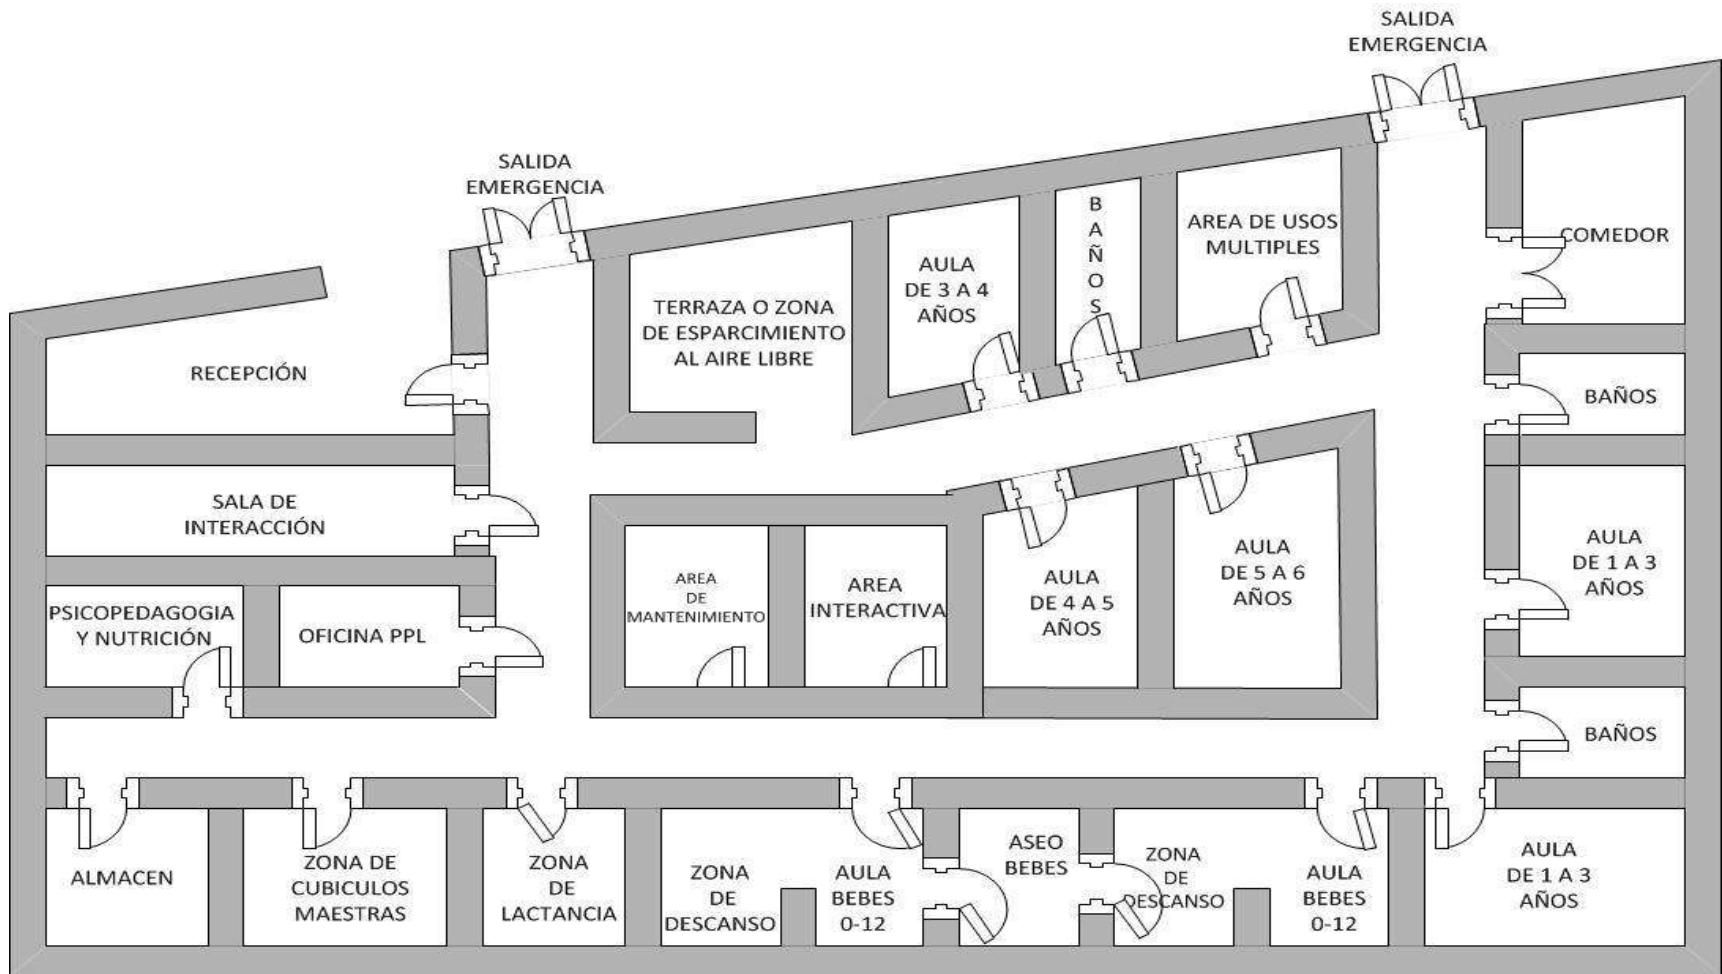 SALIDA
EMERGENCIA
SALIDA
EMERGENCIA
RECEPCIÓN
TERRAZA O ZONA
DE ESPARCIMIENTO
AL AIRE LIBRE
AULA
DE 3 A 4
AÑOS
B
A
Ñ
O
S
AREA DE USOS
MULTIPLES
COMEDOR
BAÑOS
SALA DE
INTERACCIÓN
PSICOPEDAGOGIA
Y NUTRICIÓN
OFICINA PPL
AREA
DE
MANTENIMIENTO
AREA
INTERACTIVA
AULA
DE 4 A 5
AÑOS
AULA
DE 5 A 6
AÑOS
AULA
DE 1 A 3
AÑOS
BAÑOS
ALMACEN
ZONA DE
CUBICULOS
MAESTRAS
ZONA
DE
LACTANCIA
ZONA
DE
DESCANSO
AULA
BEBES
0-12
ASEO
BEBES
ZONA
DE
DESCANSO
AULA
BEBES
0-12
AULA
DE 1 A 3
AÑOS